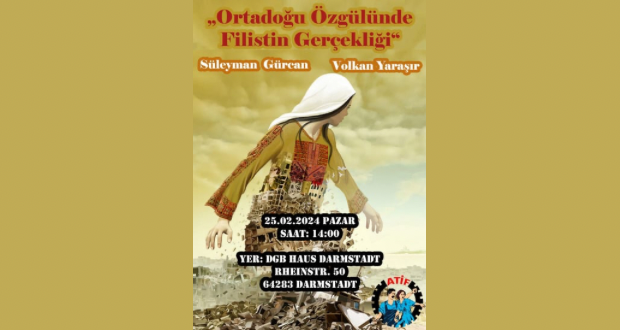 „Ortadoğu Özgülünde
Filistin Gerçekliği“
Süleyman Gürcan Volkan Yaraşır
25.02.2024 PAZAR
SAAT: 14:00
YER: DGB HAUS DARMSTADT
RHEINSTR. 50
64283 DARMSTADT
ATİF